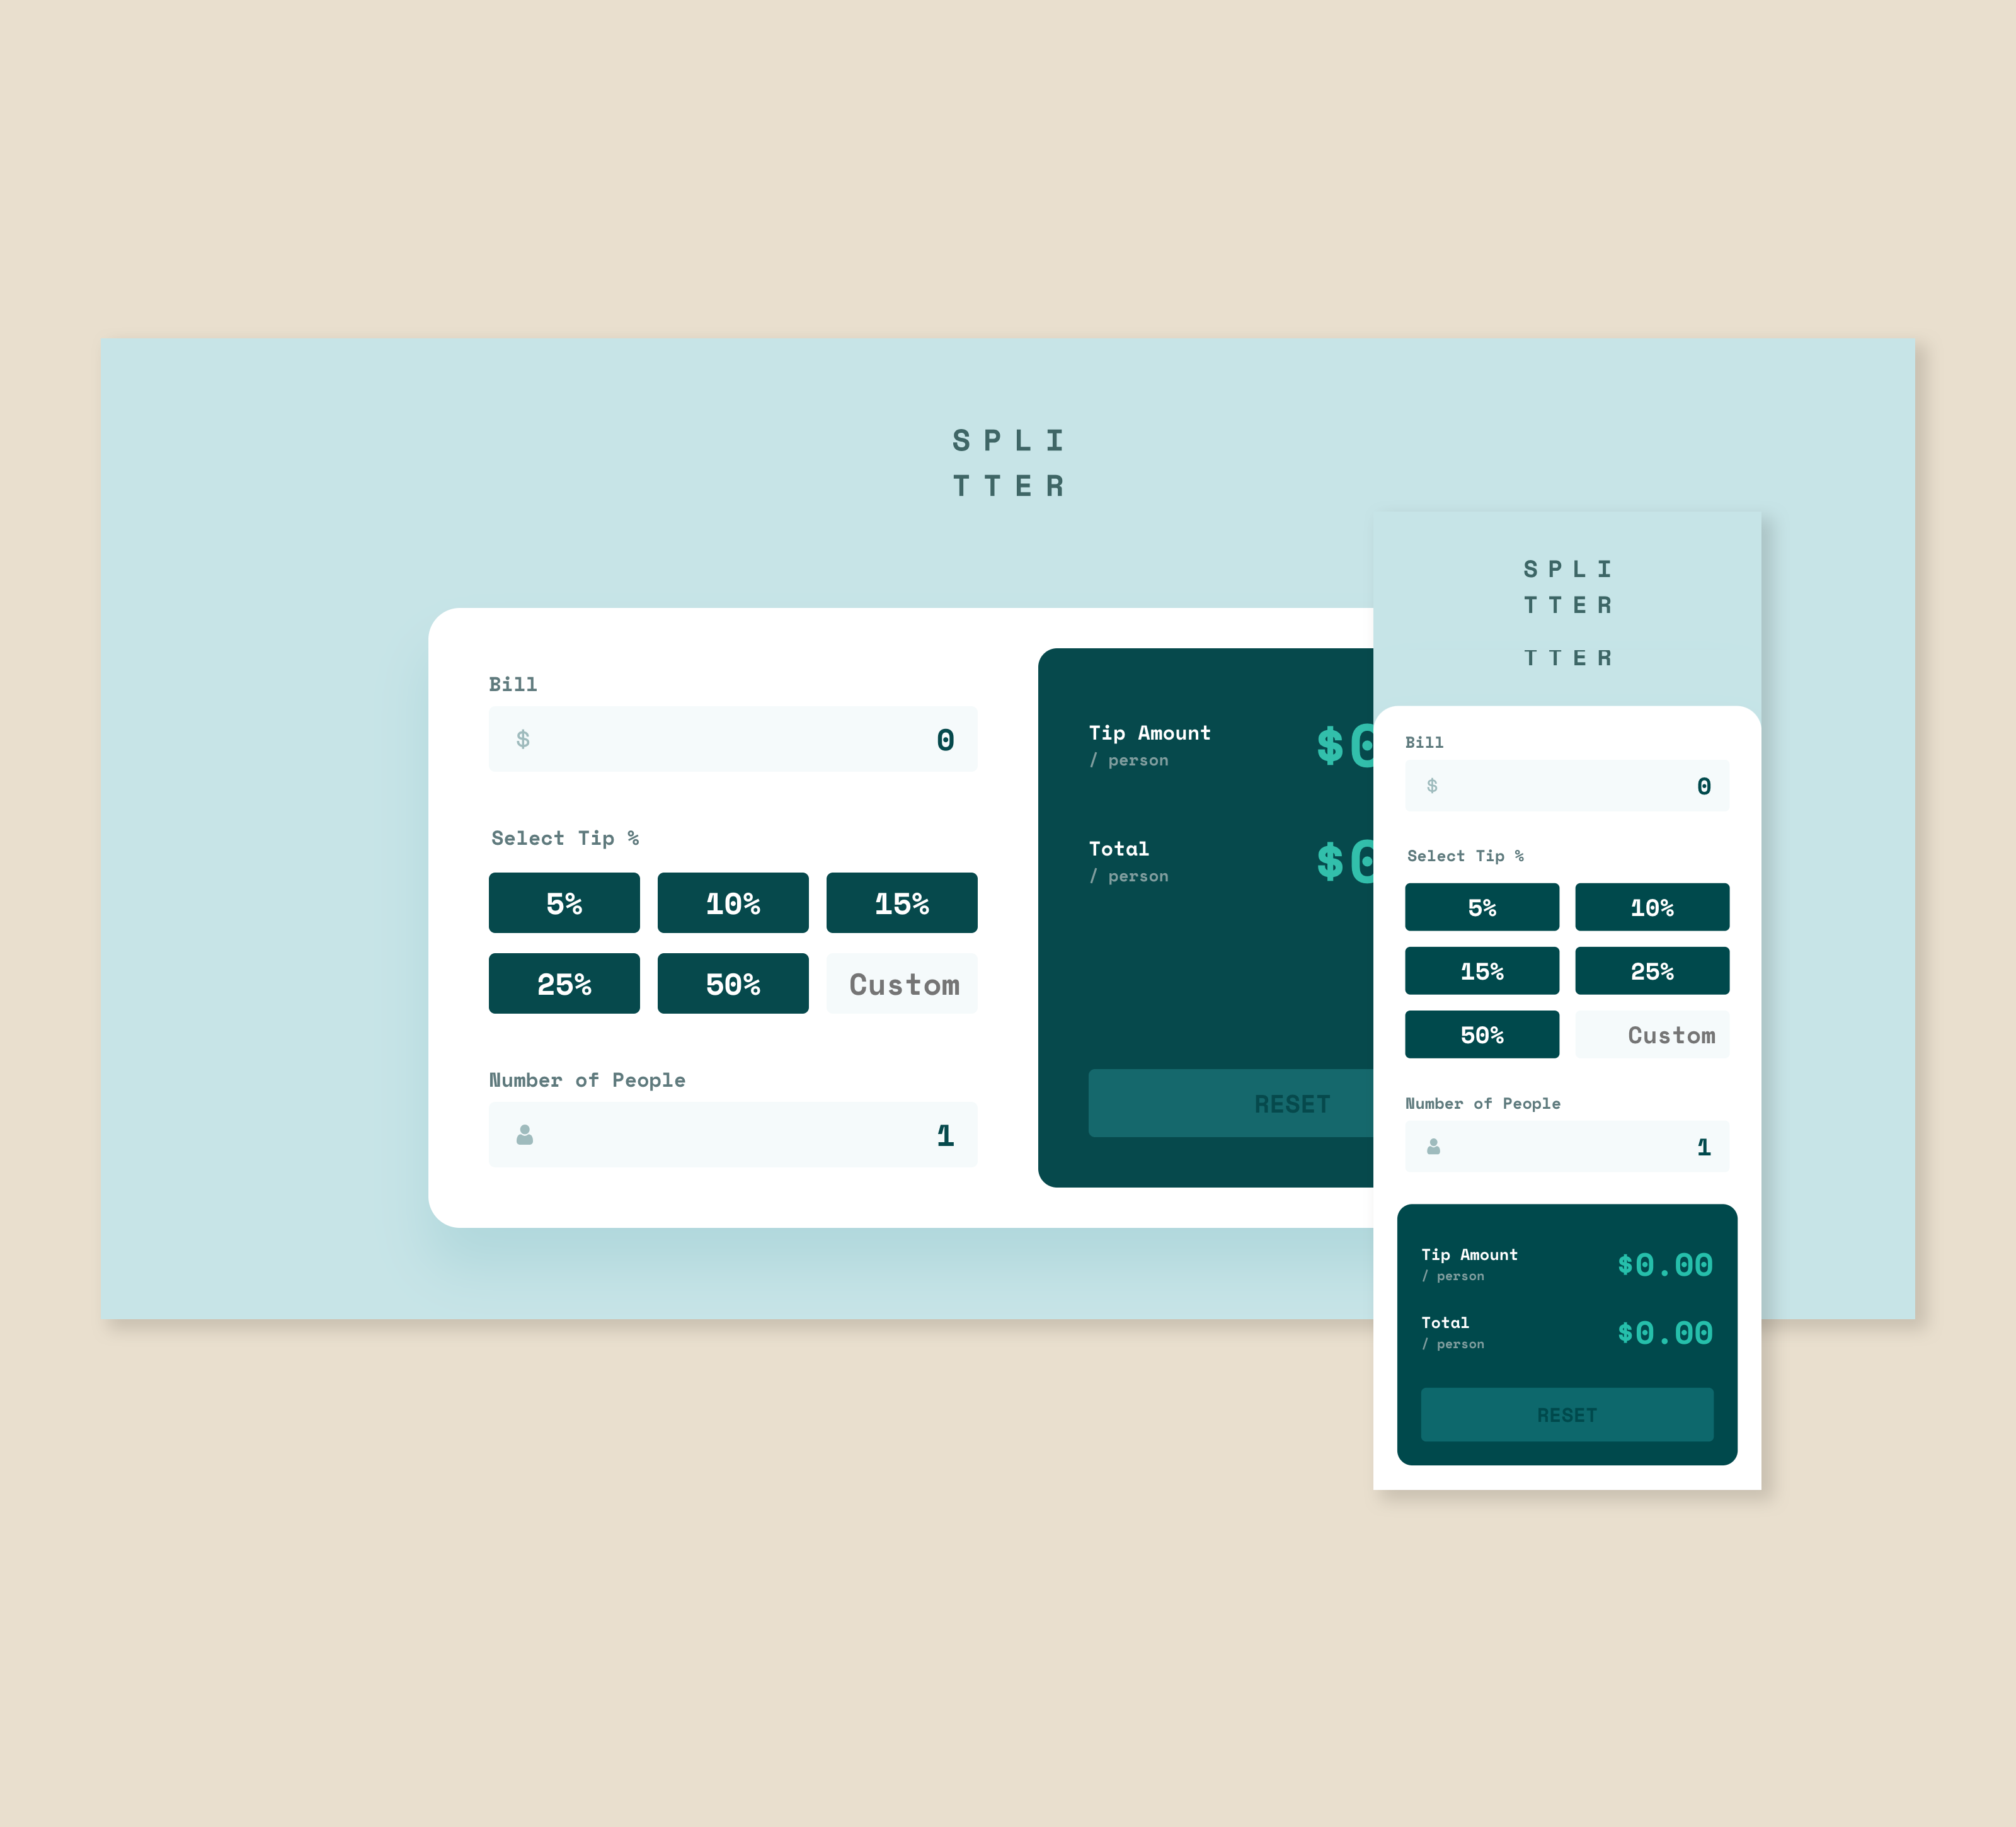 S P L I
T T E R
Bill
$ 0
Select Tip %
5% 10% 15%
25% 50% Custom
Number of People
1
Tip Amount
/ person
$0
Total
/ person
$0
RESET
S P L I
T T E R
T T E R
Bill
$ 0
Select Tip %
5% 10%
15% 25%
50% Custom
Number of People
1
Tip Amount
/ person
$0.00
Total
/ person
$0.00
RESET